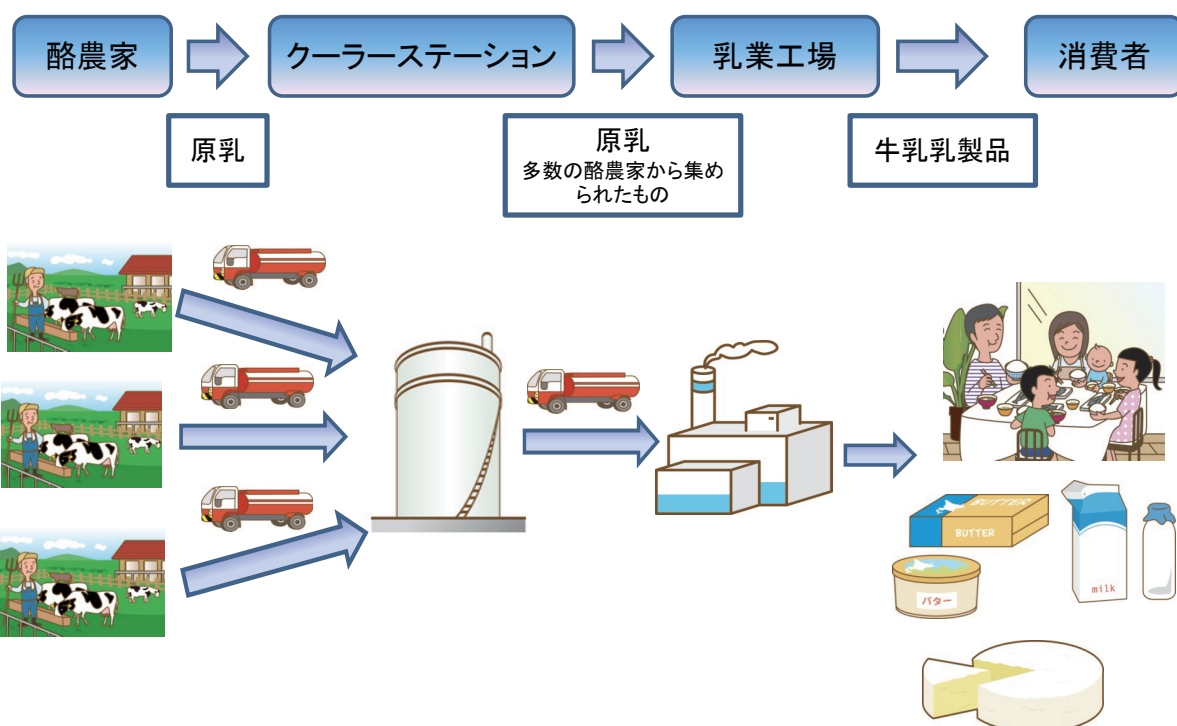 酪農家
クーラーステーション
乳業工場
消費者
原乳
原乳
多数の酪農家から集め
られたもの
牛乳乳製品
BUTTER
BUTTER
バター
milk